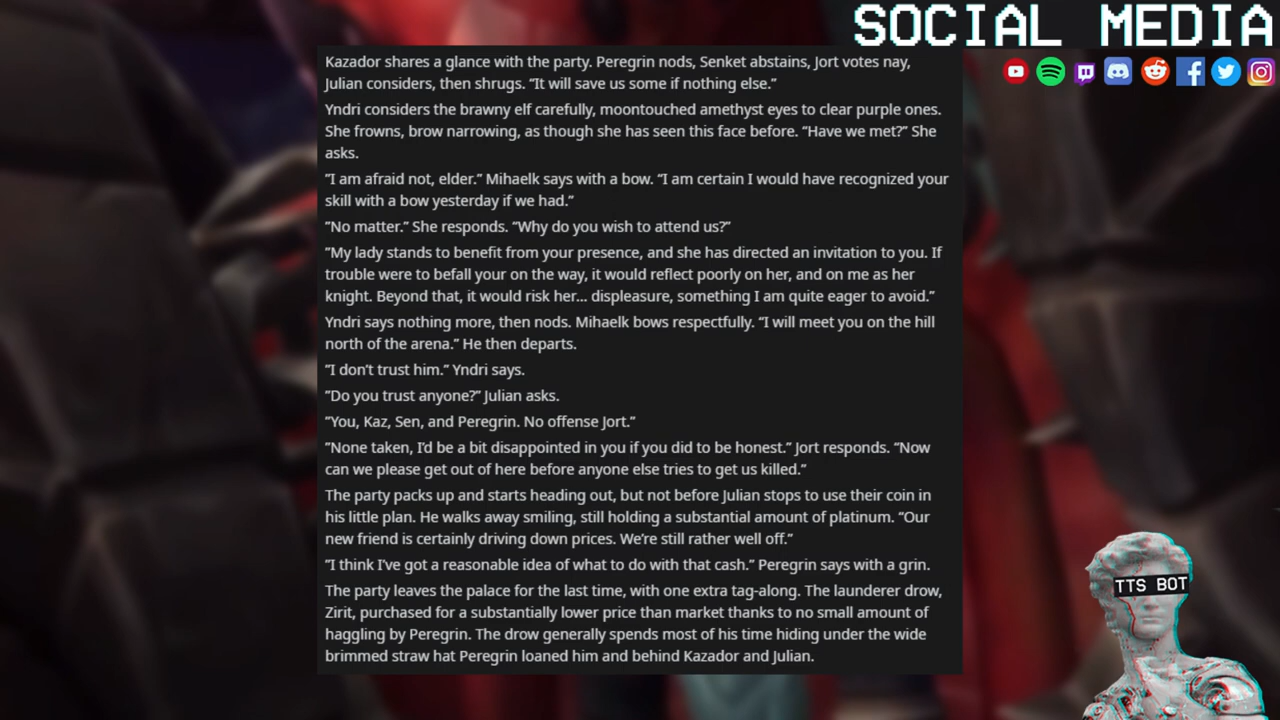 SOCIAL MEDIA
Kazador shares a glance with the party. Peregrin nods, Senket abstains, Jort votes nay,
Julian considers, then shrugs. “It will save us some if nothing else.”
Yndri considers the brawny elf carefully, moontouched amethyst eyes to clear purple ones.
She frowns, brow narrowing, as though she has seen this face before. “Have we met?” She
asks.
“I am afraid not, elder.” Mihaelk says with a bow. “I am certain I would have recognized your
skill with a bow yesterday if we had.”
“No matter.” She responds. “Why do you wish to attend us?”
“My lady stands to benefit from your presence, and she has directed an invitation to you. If
trouble were to befall your on the way, it would reflect poorly on her, and on me as her
knight. Beyond that, it would risk her... displeasure, something I am quite eager to avoid.”
Yndri says nothing more, then nods. Mihaelk bows respectfully. “I will meet you on the hill
north of the arena.” He then departs.
“I don’t trust him.” Yndri says.
“Do you trust anyone?” Julian asks.
“You, Kaz, Sen, and Peregrin. No offense Jort.”
“None taken, I’d be a bit disappointed in you if you did to be honest.” Jort responds. “Now
can we please get out of here before anyone else tries to get us killed.”
The party packs up and starts heading out, but not before Julian stops to use their coin in
his little plan. He walks away smiling, still holding a substantial amount of platinum. “Our
new friend is certainly driving down prices. We’re still rather well off.”
“I think I’ve got a reasonable idea of what to do with that cash.” Peregrin says with a grin.
The party leaves the palace for the last time, with one extra tag-along. The launderer drow,
Zirit, purchased for a substantially lower price than market thanks to no small amount of
haggling by Peregrin. The drow generally spends most of his time hiding under the wide
brimmed straw hat Peregrin loaned him and behind Kazador and Julian.
TTS BOT